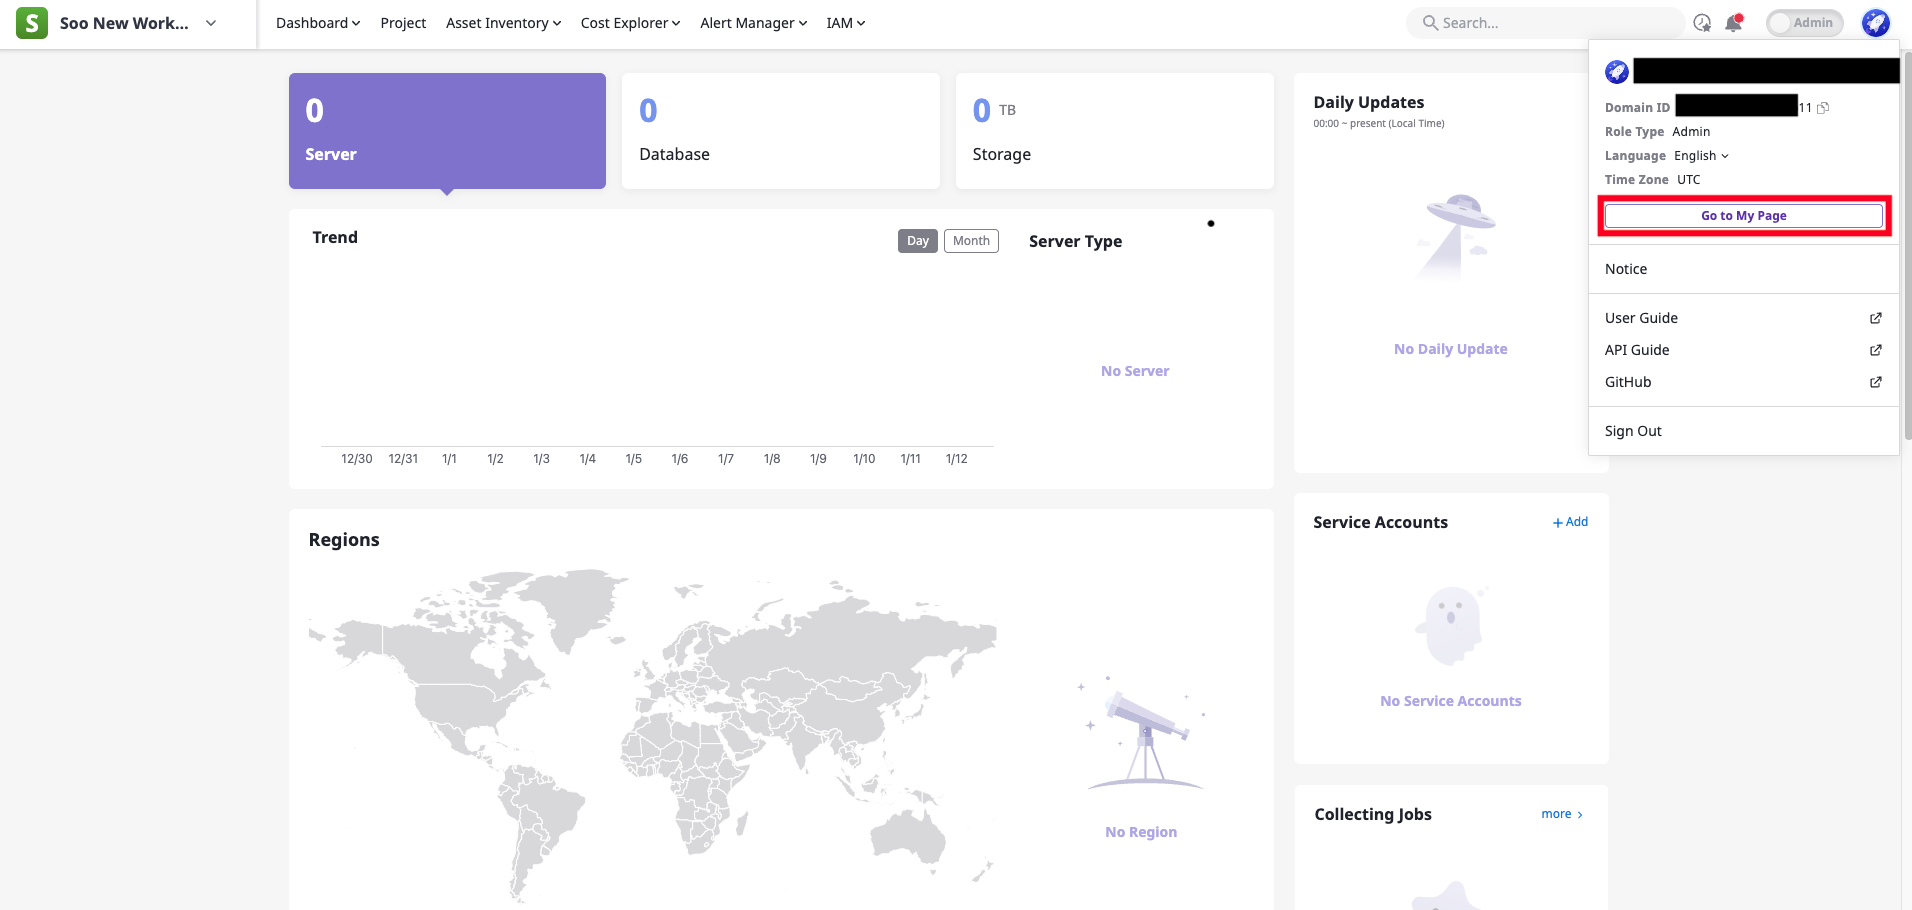 S Soo New Work...
Dashboard Project Asset Inventory Cost Explorer Alert Manager IAM
Search...
Admin
0
Server
0
Database
0 TB
Storage
Daily Updates
00:00 ~ present (Local Time)
No Daily Update
Domain ID 11
Role Type Admin
Language English
Time Zone UTC
Go to My Page
Notice
User Guide
API Guide
GitHub
Sign Out
Trend
Day Month
Server Type
No Server
12/30 12/31 1/1 1/2 1/3 1/4 1/5 1/6 1/7 1/8 1/9 1/10 1/11 1/12
Service Accounts
+ Add
No Service Accounts
Regions
No Region
Collecting Jobs
more >